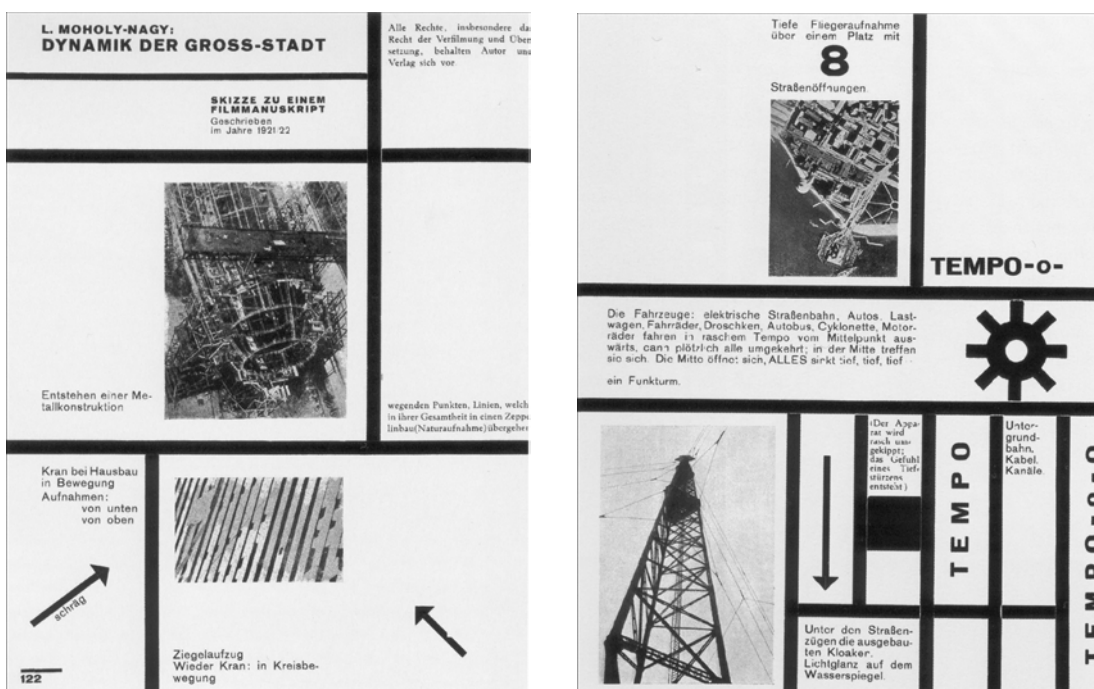 L. MOHOLY-NAGY:
DYNAMIK DER GROSS-STADT
Alle Rechte, insbesondere da
Recht der Verfilmung und Über
setzung, behalten Autor und
Verlag sich vor
SKIZZE ZU EINEM
FILMMANUSKRIPT
Geschrieben
im Jahre 1921/22
Entstehen einer Me-
tallkonstruktion
wegenden Punkten, Linien, welch
in ihrer Gesamtheit in einen Zeppe
linbau (Naturaufnahme) übergehen
Kran bei Hausbau
in Bewegung
Aufnahmen:
von unten
von oben
schräg
Ziegelaufzug
Wieder Kran: in Kreisbe-
wegung
122
Tiefe Fliegeraufnahme
über einem Platz mit
8
Straßenöffnungen.
TEMPO-o-
Die Fahrzeuge: elektrische Straßenbahn, Autos, Last-
wagen, Fahrräder, Droschken, Autobus, Cyklonette, Motor-
räder fahren in raschem Tempo vom Mittelpunkt aus-
wärts, dann plötzlich alle umgekehrt; in der Mitte treffen
sie sich. Die Mitte öffnet sich, ALLES sinkt tief, tief, tief —
ein Funkturm.
(Der Appa-
rat wird
rasch um-
gekippt;
das Gefühl
eines Tief-
stürzens
entsteht.)
TEMPO
Unter-
grund-
bahn.
Kabel.
Kanäle.
TEMPO-o-o
Unter den Straßen-
zügen die ausgebau-
ten Kloaken.
Lichtglanz auf dem
Wasserspiegel.